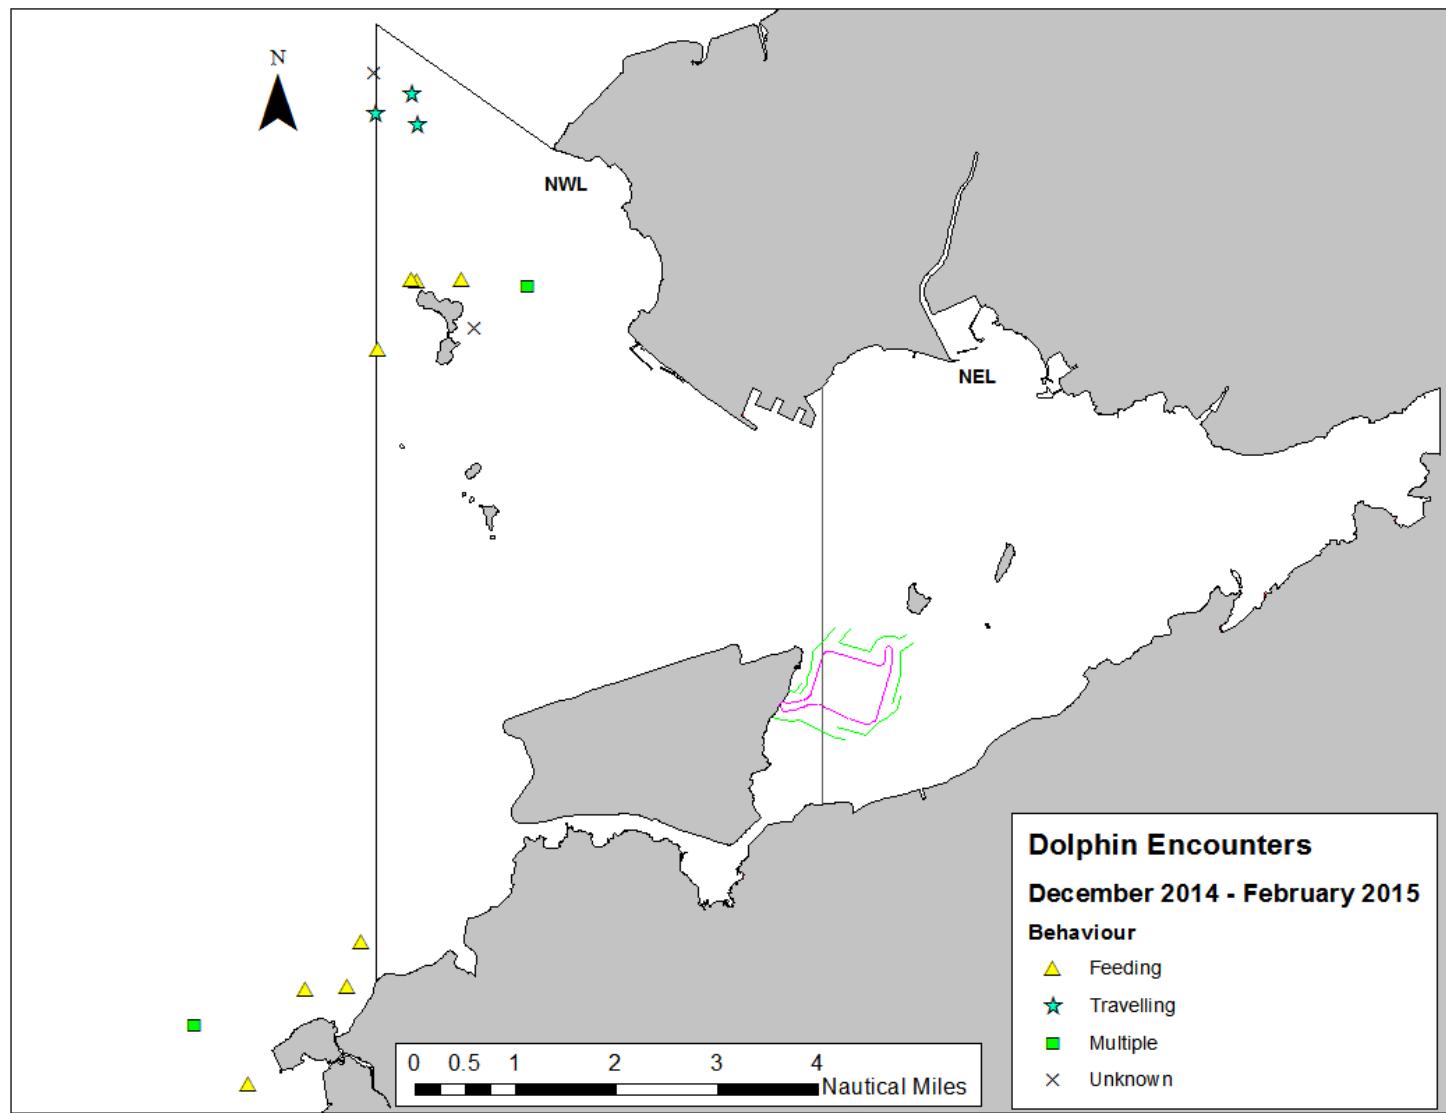 N
NWL
NEL
Dolphin Encounters
December 2014 - February 2015
Behaviour
Feeding
Travelling
Multiple
Unknown
0 0.5 1 2 3 4
Nautical Miles